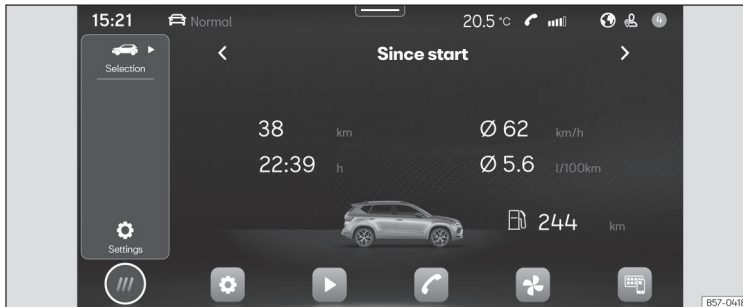 15:21 Normal 20.5 °C 4
Selection
Since start
38 km Ø 62 km/h
22:39 h Ø 5.6 l/100km
244 km
Settings
B57-0418